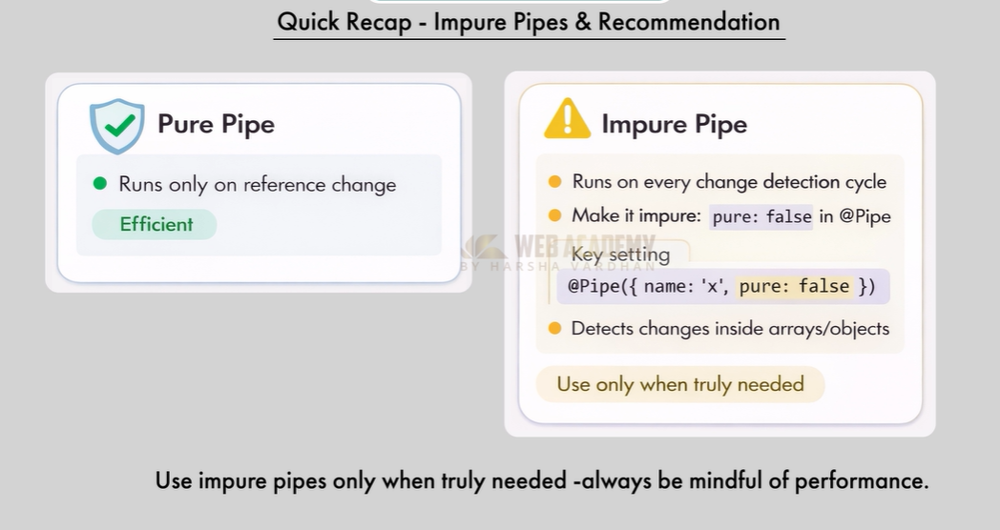 Quick Recap - Impure Pipes & Recommendation
Pure Pipe
Runs only on reference change
Efficient
Impure Pipe
Runs on every change detection cycle
Make it impure: pure: false in @Pipe
Key setting
@Pipe({ name: 'x', pure: false })
Detects changes inside arrays/objects
Use only when truly needed
WEB ACADEMY
BY HARSHA VARDHAN
Use impure pipes only when truly needed -always be mindful of performance.